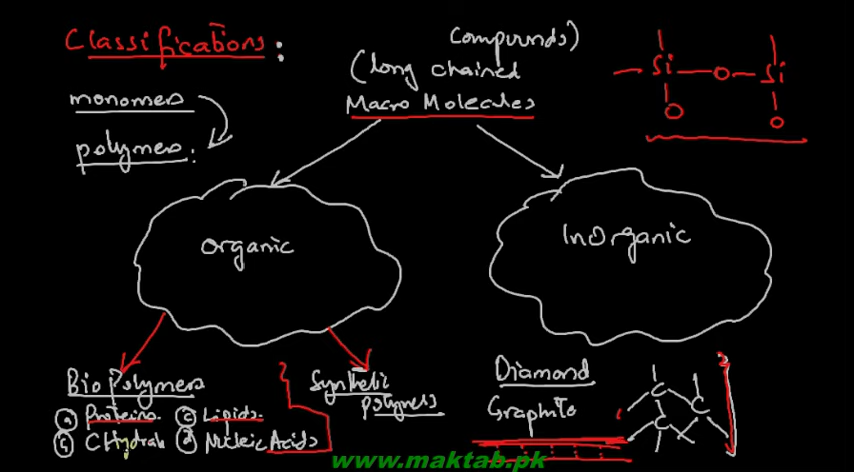 Classifications:
Compounds)
(long chained
Macro Molecules
monomers
polymers:
Si—O—Si
O O
organic
InOrganic
Bio Polymers
(a) Proteins (c) Lipids
(b) CHydrat (d) Nucleic Acids
Synthetic
polymers
Diamond
Graphite
C
C C
www.maktab.pk